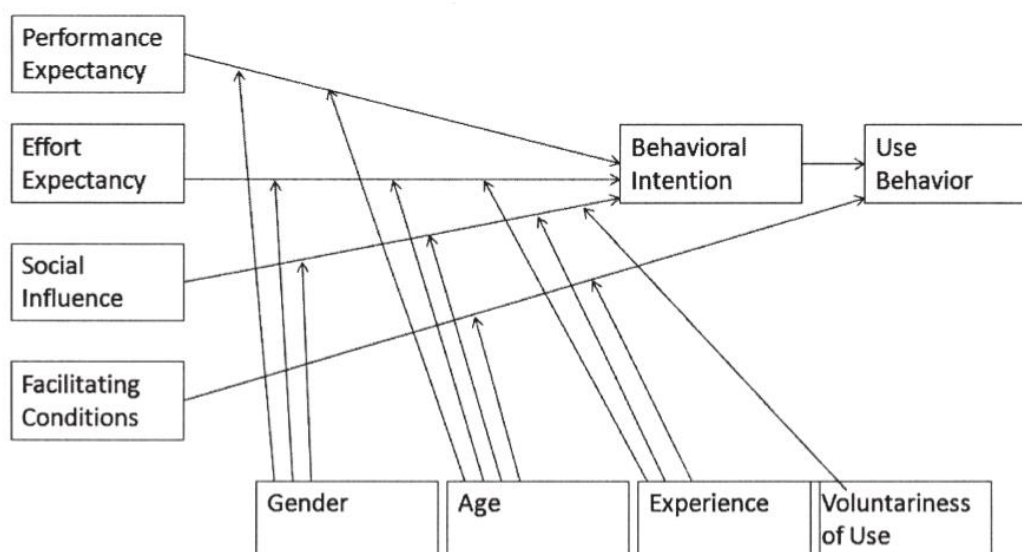 Performance
Expectancy
Effort
Expectancy
Behavioral
Intention
Use
Behavior
Social
Influence
Facilitating
Conditions
Gender
Age
Experience
Voluntariness
of Use